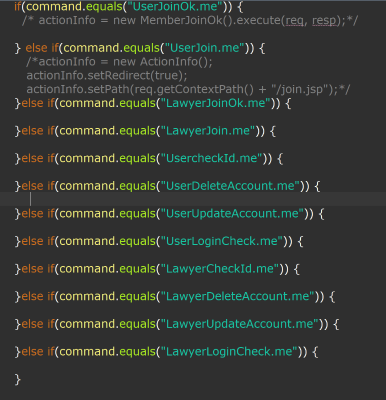 if(command.equals("UserJoinOk.me")) {
/* actionInfo = new MemberJoinOk().execute(req, resp);*/
} else if(command.equals("UserJoin.me")) {
/*actionInfo = new ActionInfo();
actionInfo.setRedirect(true);
actionInfo.setPath(req.getContextPath() + "/join.jsp");*/
}else if(command.equals("LawyerJoinOk.me")) {
}else if(command.equals("LawyerJoin.me")) {
}else if(command.equals("UsercheckId.me")) {
}else if(command.equals("UserDeleteAccount.me")) {
}else if(command.equals("UserUpdateAccount.me")) {
}else if(command.equals("UserLoginCheck.me")) {
}else if(command.equals("LawyerCheckId.me")) {
}else if(command.equals("LawyerDeleteAccount.me")) {
}else if(command.equals("LawyerUpdateAccount.me")) {
}else if(command.equals("LawyerLoginCheck.me")) {
}